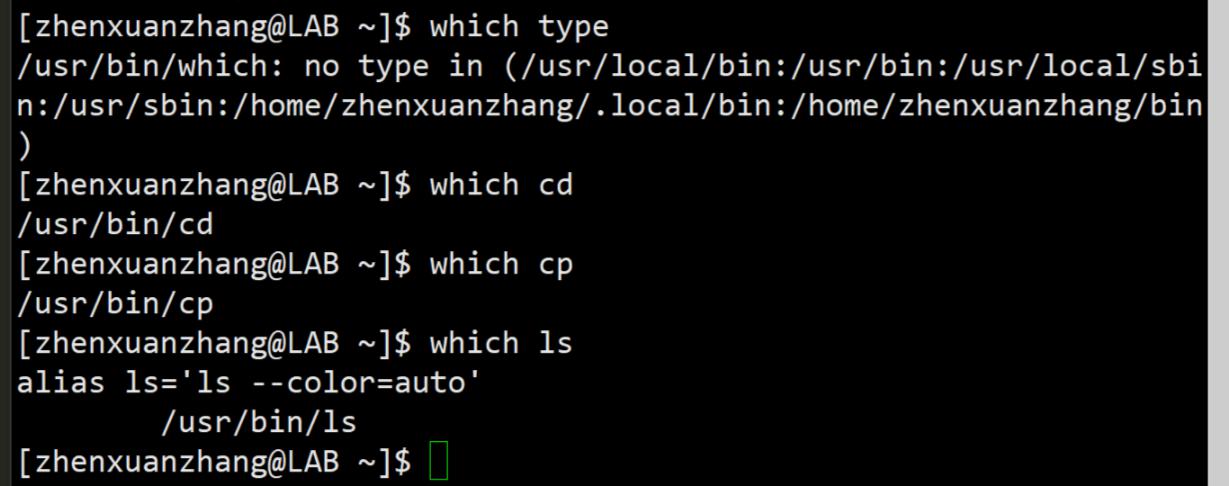 [zhenxuanzhang@LAB ~]$ which type
/usr/bin/which: no type in (/usr/local/bin:/usr/bin:/usr/local/sbi
n:/usr/sbin:/home/zhenxuanzhang/.local/bin:/home/zhenxuanzhang/bin
)
[zhenxuanzhang@LAB ~]$ which cd
/usr/bin/cd
[zhenxuanzhang@LAB ~]$ which cp
/usr/bin/cp
[zhenxuanzhang@LAB ~]$ which ls
alias ls='ls --color=auto'
        /usr/bin/ls
[zhenxuanzhang@LAB ~]$